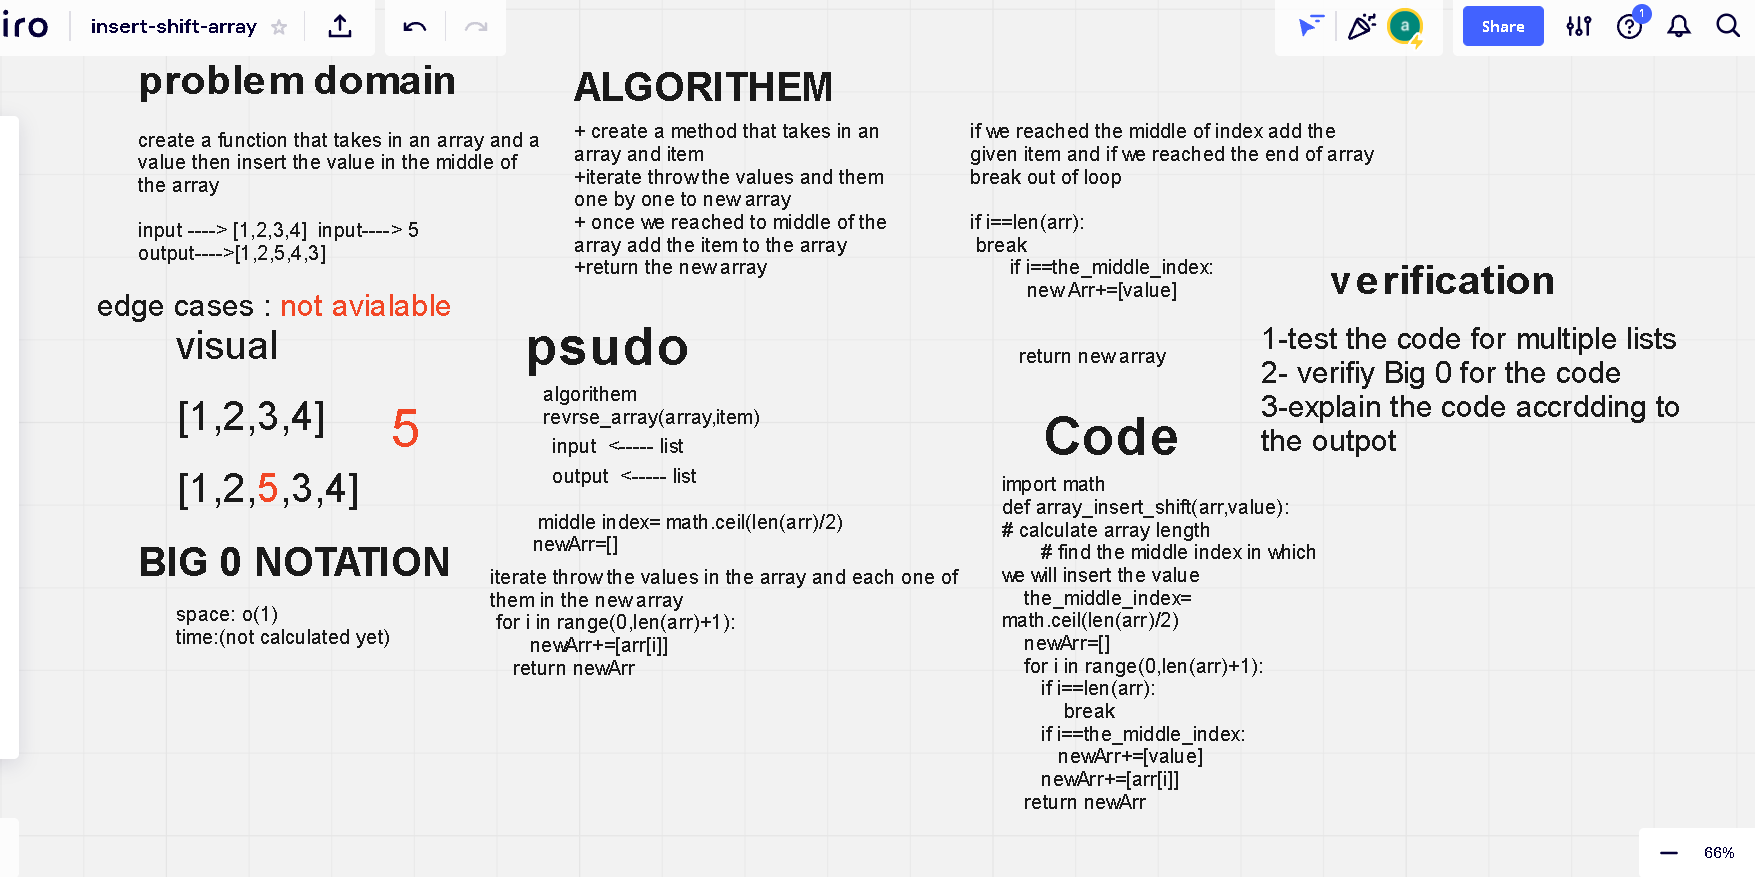 iro
insert-shift-array
a
Share
1
problem domain
create a function that takes in an array and a
value then insert the value in the middle of
the array
input ----> [1,2,3,4]  input----> 5
output---->[1,2,5,4,3]
edge cases : not avialable
visual
[1,2,3,4]
5
[1,2,5,3,4]
BIG 0 NOTATION
space: o(1)
time:(not calculated yet)
ALGORITHEM
+ create a method that takes in an
array and item
+iterate throw the values and them
one by one to new array
+ once we reached to middle of the
array add the item to the array
+return the new array
psudo
algorithem
revrse_array(array,item)
input  <----- list
output  <----- list
middle index= math.ceil(len(arr)/2)
newArr=[]
iterate throw the values in the array and each one of
them in the new array
for i in range(0,len(arr)+1):
newArr+=[arr[i]]
return newArr
if we reached the middle of index add the
given item and if we reached the end of array
break out of loop
if i==len(arr):
break
if i==the_middle_index:
new Arr+=[value]
return new array
Code
import math
def array_insert_shift(arr,value):
# calculate array length
# find the middle index in which
we will insert the value
the_middle_index=
math.ceil(len(arr)/2)
newArr=[]
for i in range(0,len(arr)+1):
if i==len(arr):
break
if i==the_middle_index:
newArr+=[value]
newArr+=[arr[i]]
return newArr
verification
1-test the code for multiple lists
2- verifiy Big 0 for the code
3-explain the code accrdding to
the outpot
66%